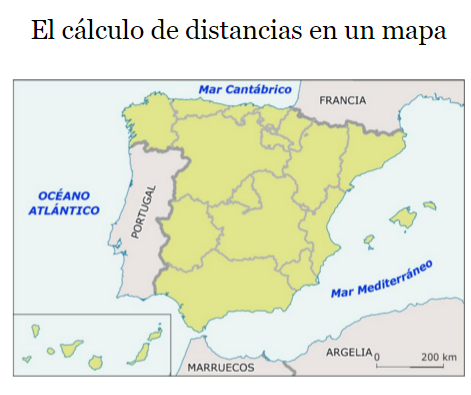 El cálculo de distancias en un mapa
Mar Cantábrico
FRANCIA
OCÉANO
ATLÁNTICO
PORTUGAL
Mar Mediterráneo
MARRUECOS
ARGELIA
0 200 km